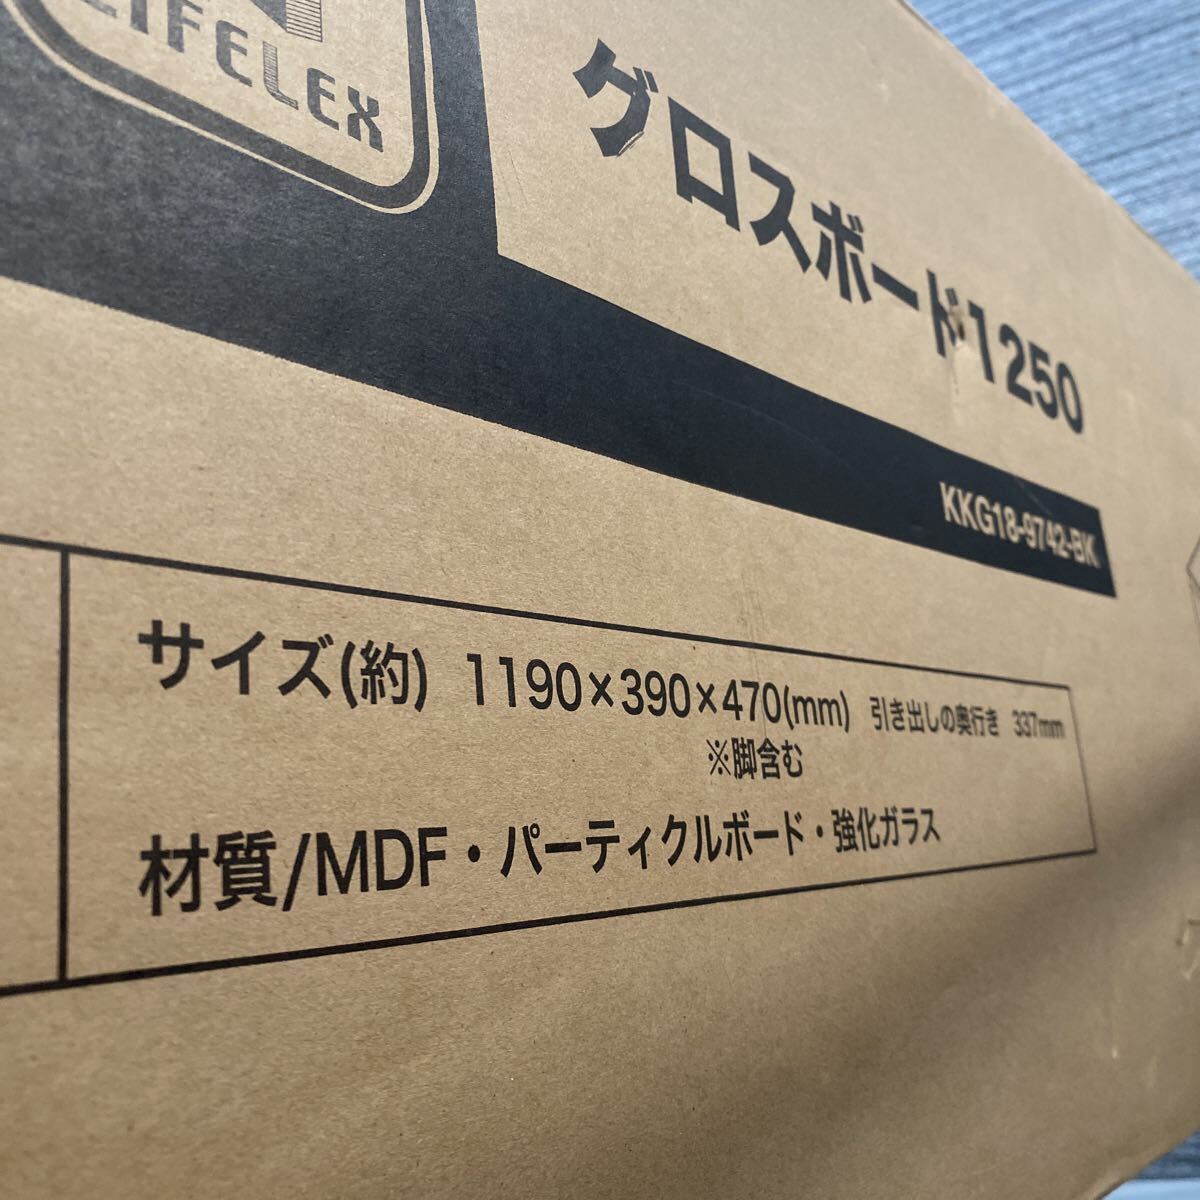 LIFELEX
グロスボード1250
KKG18-9742-BK
サイズ(約) 1190×390×470(mm) 引き出しの奥行き 337mm
※脚含む
材質/MDF・パーティクルボード・強化ガラス